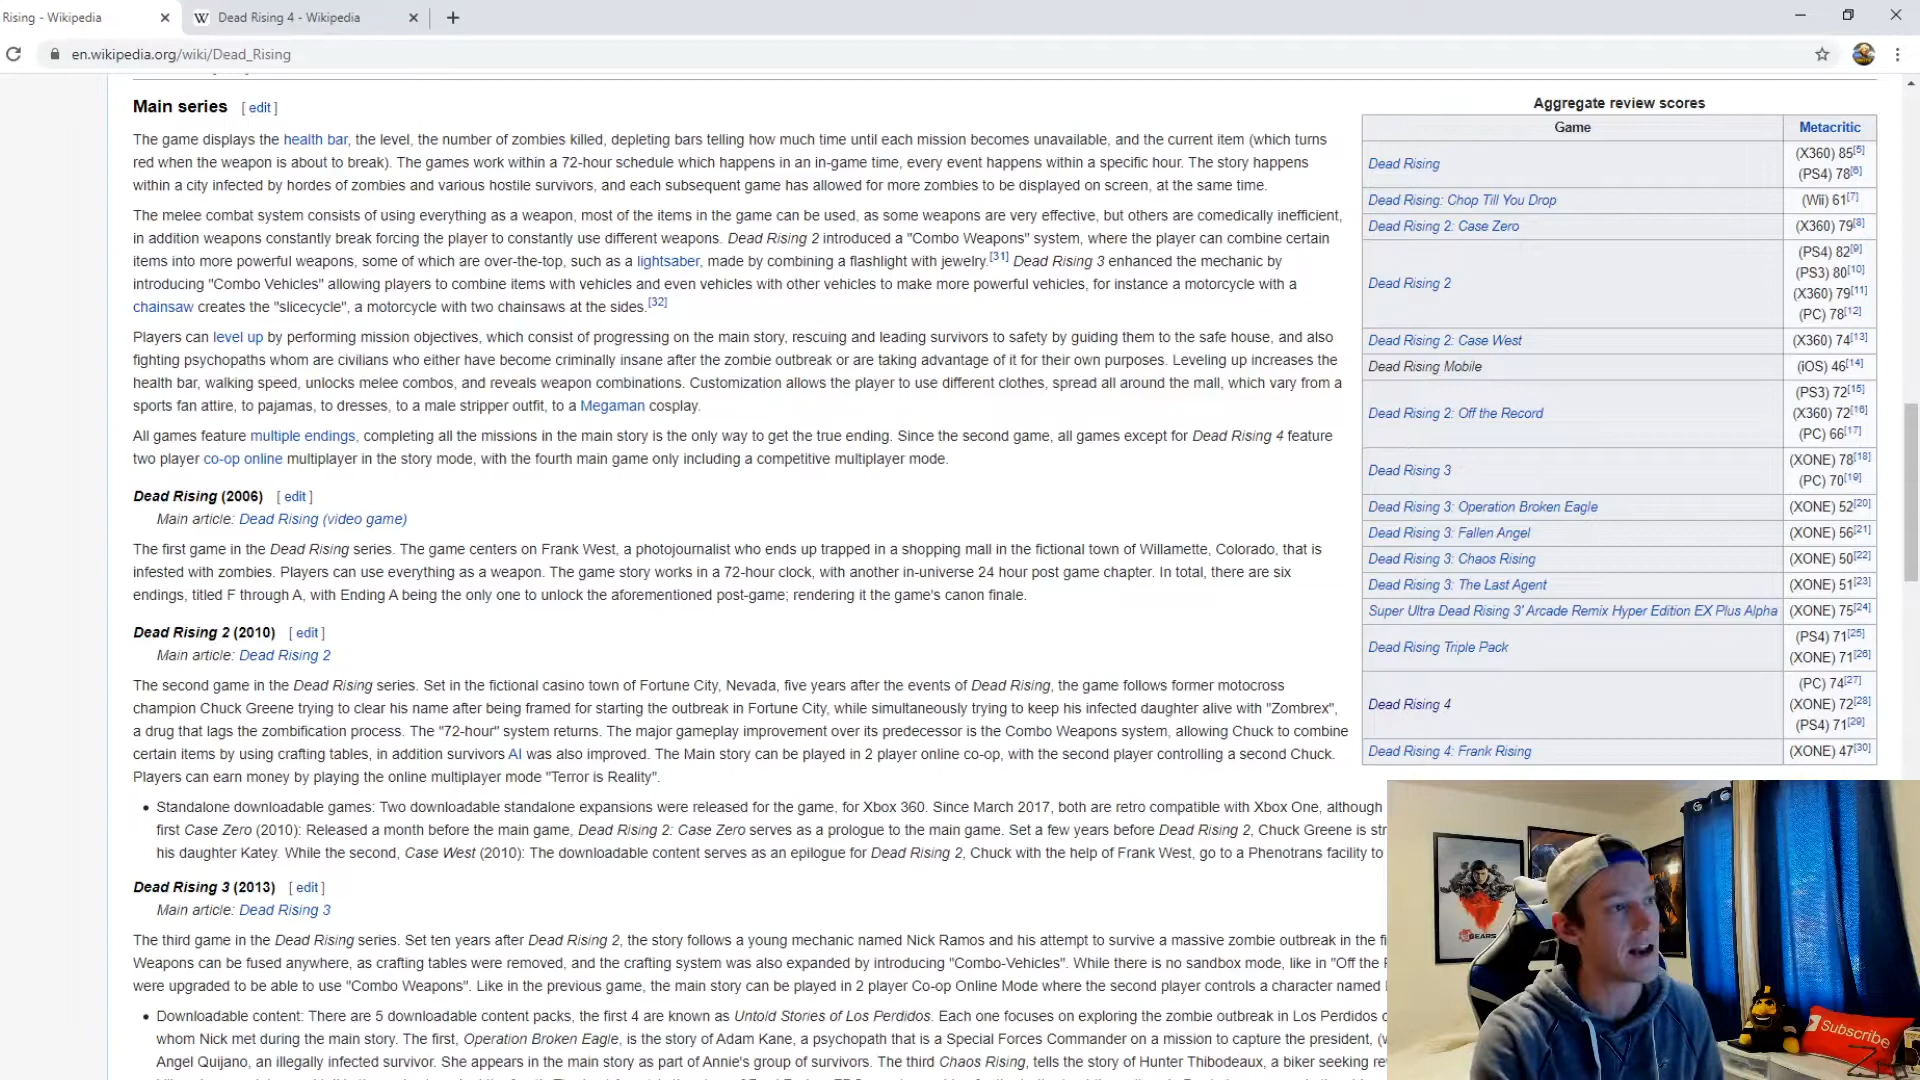 Rising - Wikipedia
W Dead Rising 4 - Wikipedia
en.wikipedia.org/wiki/Dead_Rising
Main series [ edit ]
The game displays the health bar, the level, the number of zombies killed, depleting bars telling how much time until each mission becomes unavailable, and the current item (which turns
red when the weapon is about to break). The games work within a 72-hour schedule which happens in an in-game time, every event happens within a specific hour. The story happens
within a city infected by hordes of zombies and various hostile survivors, and each subsequent game has allowed for more zombies to be displayed on screen, at the same time.
The melee combat system consists of using everything as a weapon, most of the items in the game can be used, as some weapons are very effective, but others are comedically inefficient,
in addition weapons constantly break forcing the player to constantly use different weapons. Dead Rising 2 introduced a "Combo Weapons" system, where the player can combine certain
items into more powerful weapons, some of which are over-the-top, such as a lightsaber, made by combining a flashlight with jewelry.[31] Dead Rising 3 enhanced the mechanic by
introducing "Combo Vehicles" allowing players to combine items with vehicles and even vehicles with other vehicles to make more powerful vehicles, for instance a motorcycle with a
chainsaw creates the "slicecycle", a motorcycle with two chainsaws at the sides.[32]
Players can level up by performing mission objectives, which consist of progressing on the main story, rescuing and leading survivors to safety by guiding them to the safe house, and also
fighting psychopaths whom are civilians who either have become criminally insane after the zombie outbreak or are taking advantage of it for their own purposes. Leveling up increases the
health bar, walking speed, unlocks melee combos, and reveals weapon combinations. Customization allows the player to use different clothes, spread all around the mall, which vary from a
sports fan attire, to pajamas, to dresses, to a male stripper outfit, to a Megaman cosplay.
All games feature multiple endings, completing all the missions in the main story is the only way to get the true ending. Since the second game, all games except for Dead Rising 4 feature
two player co-op online multiplayer in the story mode, with the fourth main game only including a competitive multiplayer mode.
Dead Rising (2006) [ edit ]
Main article: Dead Rising (video game)
The first game in the Dead Rising series. The game centers on Frank West, a photojournalist who ends up trapped in a shopping mall in the fictional town of Willamette, Colorado, that is
infested with zombies. Players can use everything as a weapon. The game story works in a 72-hour clock, with another in-universe 24 hour post game chapter. In total, there are six
endings, titled F through A, with Ending A being the only one to unlock the aforementioned post-game; rendering it the game's canon finale.
Dead Rising 2 (2010) [ edit ]
Main article: Dead Rising 2
The second game in the Dead Rising series. Set in the fictional casino town of Fortune City, Nevada, five years after the events of Dead Rising, the game follows former motocross
champion Chuck Greene trying to clear his name after being framed for starting the outbreak in Fortune City, while simultaneously trying to keep his infected daughter alive with "Zombrex",
a drug that lags the zombification process. The "72-hour" system returns. The major gameplay improvement over its predecessor is the Combo Weapons system, allowing Chuck to combine
certain items by using crafting tables, in addition survivors AI was also improved. The Main story can be played in 2 player online co-op, with the second player controlling a second Chuck.
Players can earn money by playing the online multiplayer mode "Terror is Reality".
• Standalone downloadable games: Two downloadable standalone expansions were released for the game, for Xbox 360. Since March 2017, both are retro compatible with Xbox One, although
first Case Zero (2010): Released a month before the main game, Dead Rising 2: Case Zero serves as a prologue to the main game. Set a few years before Dead Rising 2, Chuck Greene is
his daughter Katey. While the second, Case West (2010): The downloadable content serves as an epilogue for Dead Rising 2, Chuck with the help of Frank West, go to a Phenotrans facility to
Dead Rising 3 (2013) [ edit ]
Main article: Dead Rising 3
The third game in the Dead Rising series. Set ten years after Dead Rising 2, the story follows a young mechanic named Nick Ramos and his attempt to survive a massive zombie outbreak in the
Weapons can be fused anywhere, as crafting tables were removed, and the crafting system was also expanded by introducing "Combo-Vehicles". While there is no sandbox mode, like in "Off the
were upgraded to be able to use "Combo Weapons". Like in the previous game, the main story can be played in 2 player Co-op Online Mode where the second player controls a character named
• Downloadable content: There are 5 downloadable content packs, the first 4 are known as Untold Stories of Los Perdidos. Each one focuses on exploring the zombie outbreak in Los Perdidos
whom Nick met during the main story. The first, Operation Broken Eagle, is the story of Adam Kane, a psychopath that is a Special Forces Commander on a mission to capture the president,
Angel Quijano, an illegally infected survivor. She appears in the main story as part of Annie's group of survivors. The third Chaos Rising, tells the story of Hunter Thibodeaux, a biker seeking
Aggregate review scores
Game Metacritic
Dead Rising (X360) 85[5]
(PS4) 78[6]
Dead Rising: Chop Till You Drop (Wii) 61[7]
Dead Rising 2: Case Zero (X360) 79[8]
Dead Rising 2 (PS4) 82[9]
(PS3) 80[10]
(X360) 79[11]
(PC) 78[12]
Dead Rising 2: Case West (X360) 74[13]
Dead Rising Mobile (iOS) 46[14]
Dead Rising 2: Off the Record (PS3) 72[15]
(X360) 72[16]
(PC) 66[17]
Dead Rising 3 (XONE) 78[18]
(PC) 70[19]
Dead Rising 3: Operation Broken Eagle (XONE) 52[20]
Dead Rising 3: Fallen Angel (XONE) 56[21]
Dead Rising 3: Chaos Rising (XONE) 50[22]
Dead Rising 3: The Last Agent (XONE) 51[23]
Super Ultra Dead Rising 3' Arcade Remix Hyper Edition EX Plus Alpha (XONE) 75[24]
Dead Rising Triple Pack (PS4) 71[25]
(XONE) 71[26]
Dead Rising 4 (PC) 74[27]
(XONE) 72[28]
(PS4) 71[29]
Dead Rising 4: Frank Rising (XONE) 47[30]
GEARS
Subscribe